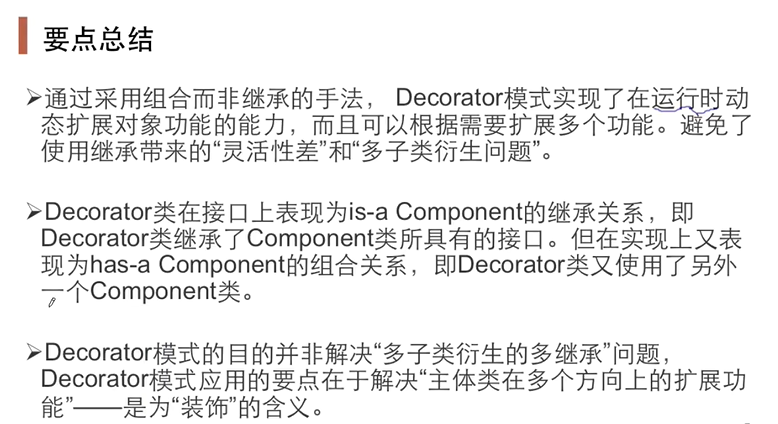 要点总结
➢通过采用组合而非继承的手法， Decorator模式实现了在运行时动
态扩展对象功能的能力，而且可以根据需要扩展多个功能。避免了
使用继承带来的“灵活性差”和“多子类衍生问题”。
➢Decorator类在接口上表现为is-a Component的继承关系，即
Decorator类继承了Component类所具有的接口。但在实现上又表
现为has-a Component的组合关系，即Decorator类又使用了另外
一个Component类。
➢Decorator模式的目的并非解决“多子类衍生的多继承”问题，
Decorator模式应用的要点在于解决“主体类在多个方向上的扩展功
能”——是为“装饰”的含义。